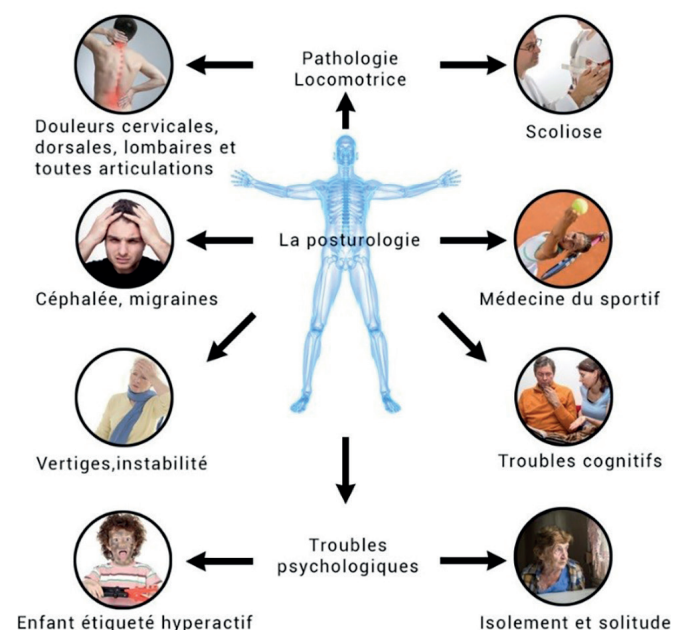 Pathologie
Locomotrice
Douleurs cervicales,
dorsales, lombaires et
toutes articulations
Scoliose
La posturologie
Céphalée, migraines
Médecine du sportif
Vertiges,instabilité
Troubles cognitifs
Troubles
psychologiques
Enfant étiqueté hyperactif
Isolement et solitude